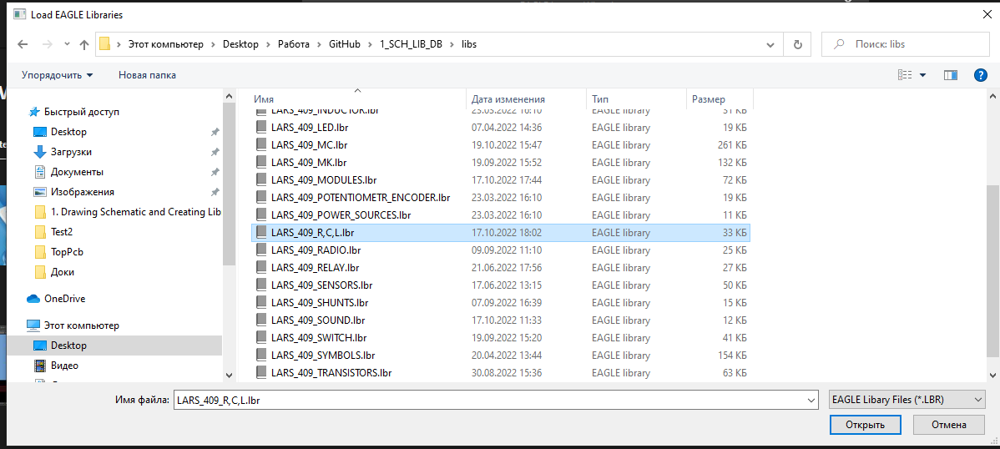 Load EAGLE Libraries
Этот компьютер > Desktop > Работа > GitHub > 1_SCH_LIB_DB > libs
Поиск: libs
Упорядочить Новая папка
Имя Дата изменения Тип Размер
Быстрый доступ
Desktop
Загрузки
Документы
Изображения
1. Drawing Schematic and Creating Lib
Test2
TopPcb
Доки
OneDrive
Этот компьютер
Desktop
Видео
LARS_409_INDUCTOR.lbr 23.03.2022 16:10 EAGLE library 31 КБ
LARS_409_LED.lbr 07.04.2022 14:36 EAGLE library 19 КБ
LARS_409_MC.lbr 19.10.2022 15:47 EAGLE library 261 КБ
LARS_409_MK.lbr 19.09.2022 15:52 EAGLE library 132 КБ
LARS_409_MODULES.lbr 17.10.2022 17:44 EAGLE library 72 КБ
LARS_409_POTENTIOMETR_ENCODER.lbr 23.03.2022 16:10 EAGLE library 19 КБ
LARS_409_POWER_SOURCES.lbr 23.03.2022 16:10 EAGLE library 11 КБ
LARS_409_R,C,L.lbr 17.10.2022 18:02 EAGLE library 33 КБ
LARS_409_RADIO.lbr 09.09.2022 11:10 EAGLE library 25 КБ
LARS_409_RELAY.lbr 21.06.2022 17:56 EAGLE library 27 КБ
LARS_409_SENSORS.lbr 17.06.2022 13:15 EAGLE library 50 КБ
LARS_409_SHUNTS.lbr 07.09.2022 16:39 EAGLE library 15 КБ
LARS_409_SOUND.lbr 17.10.2022 11:33 EAGLE library 12 КБ
LARS_409_SWITCH.lbr 19.09.2022 15:20 EAGLE library 41 КБ
LARS_409_SYMBOLS.lbr 20.04.2022 13:44 EAGLE library 154 КБ
LARS_409_TRANSISTORS.lbr 30.08.2022 15:36 EAGLE library 63 КБ
Имя файла: LARS_409_R,C,L.lbr EAGLE Libary Files (*.LBR)
Открыть Отмена